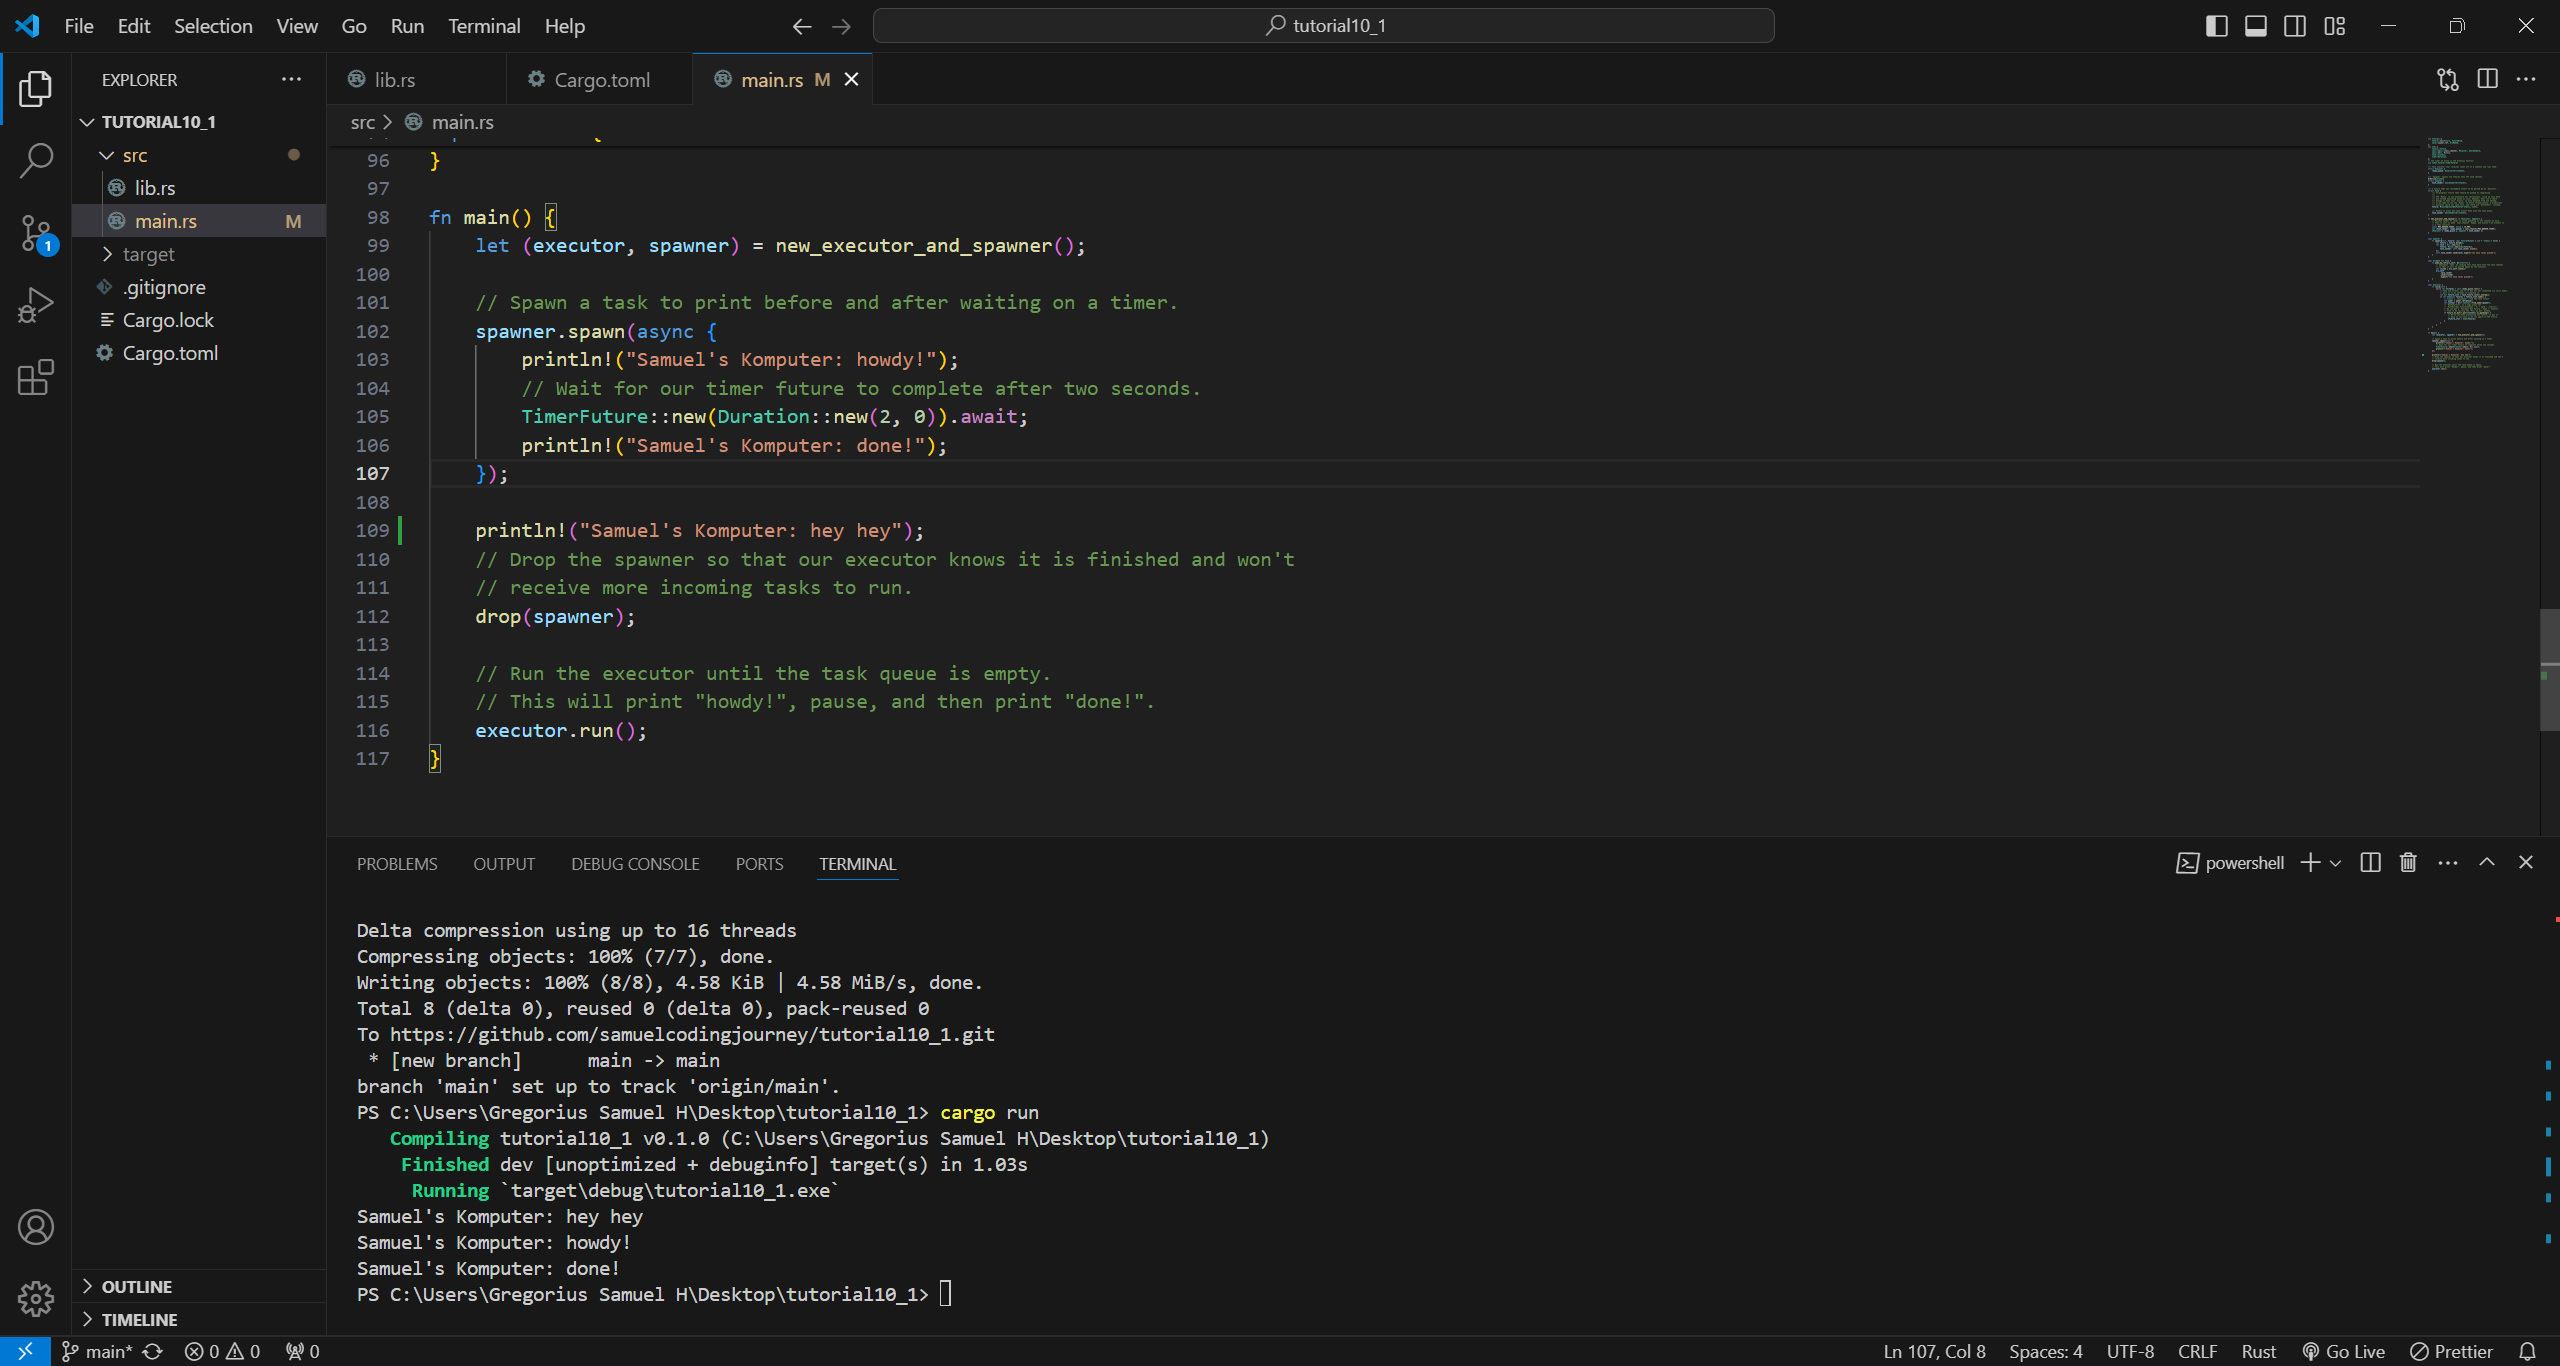 File Edit Selection View Go Run Terminal Help
tutorial10_1
EXPLORER
TUTORIAL10_1
src
lib.rs
main.rs M
target
.gitignore
Cargo.lock
Cargo.toml
OUTLINE
TIMELINE
1
lib.rs Cargo.toml main.rs M
src > main.rs
96 }
97
98 fn main() {
99 let (executor, spawner) = new_executor_and_spawner();
100
101 // Spawn a task to print before and after waiting on a timer.
102 spawner.spawn(async {
103 println!("Samuel's Komputer: howdy!");
104 // Wait for our timer future to complete after two seconds.
105 TimerFuture::new(Duration::new(2, 0)).await;
106 println!("Samuel's Komputer: done!");
107 });
108
109 println!("Samuel's Komputer: hey hey");
110 // Drop the spawner so that our executor knows it is finished and won't
111 // receive more incoming tasks to run.
112 drop(spawner);
113
114 // Run the executor until the task queue is empty.
115 // This will print "howdy!", pause, and then print "done!".
116 executor.run();
117 }
PROBLEMS OUTPUT DEBUG CONSOLE PORTS TERMINAL
powershell
Delta compression using up to 16 threads
Compressing objects: 100% (7/7), done.
Writing objects: 100% (8/8), 4.58 KiB | 4.58 MiB/s, done.
Total 8 (delta 0), reused 0 (delta 0), pack-reused 0
To https://github.com/samuelcodingjourney/tutorial10_1.git
* [new branch] main -> main
branch 'main' set up to track 'origin/main'.
PS C:\Users\Gregorius Samuel H\Desktop\tutorial10_1> cargo run
Compiling tutorial10_1 v0.1.0 (C:\Users\Gregorius Samuel H\Desktop\tutorial10_1)
Finished dev [unoptimized + debuginfo] target(s) in 1.03s
Running `target\debug\tutorial10_1.exe`
Samuel's Komputer: hey hey
Samuel's Komputer: howdy!
Samuel's Komputer: done!
PS C:\Users\Gregorius Samuel H\Desktop\tutorial10_1>
main* 0 0 0
Ln 107, Col 8 Spaces: 4 UTF-8 CRLF Rust Go Live Prettier